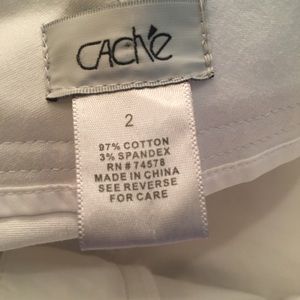 CACHÉ
2
97% COTTON
3% SPANDEX
RN # 74578
MADE IN CHINA
SEE REVERSE
FOR CARE